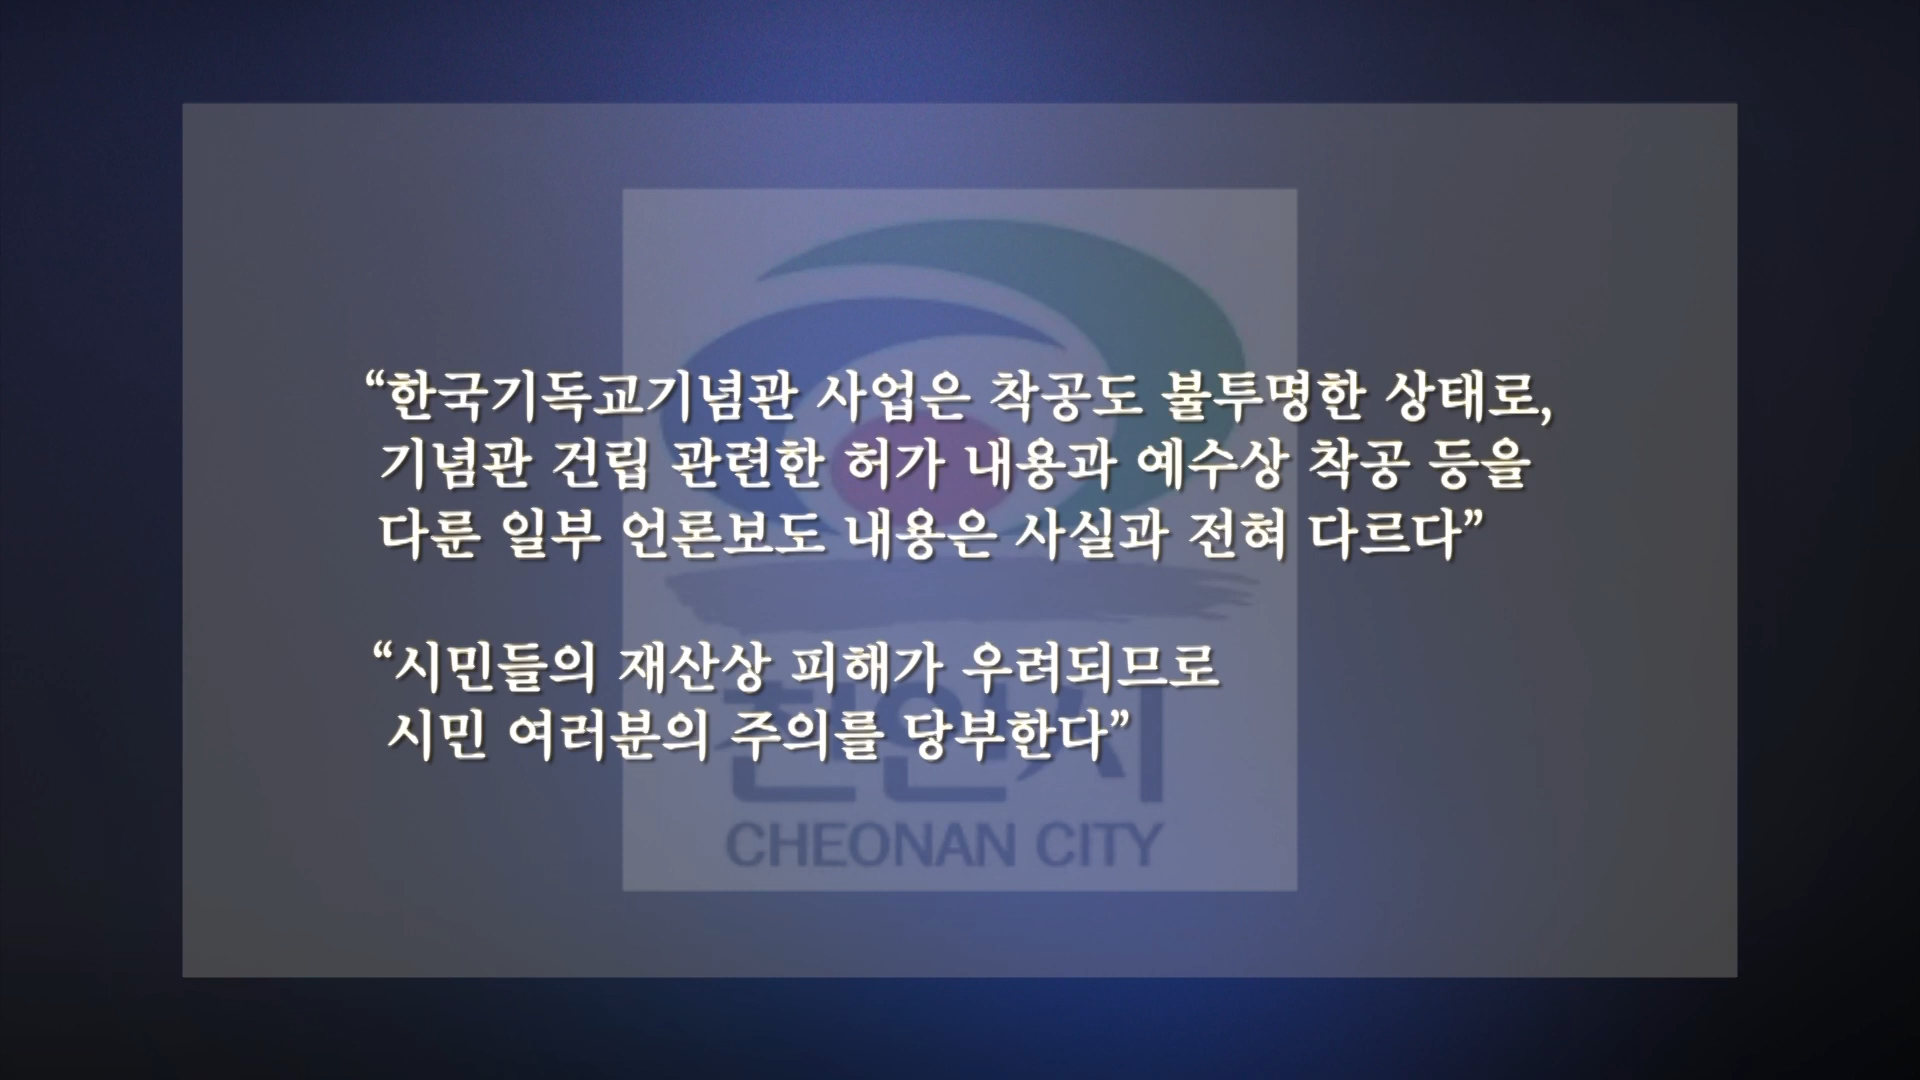 “한국기독교기념관 사업은 착공도 불투명한 상태로,
기념관 건립 관련한 허가 내용과 예수상 착공 등을
다룬 일부 언론보도 내용은 사실과 전혀 다르다”
“시민들의 재산상 피해가 우려되므로
시민 여러분의 주의를 당부한다”
천안시
CHEONAN CITY